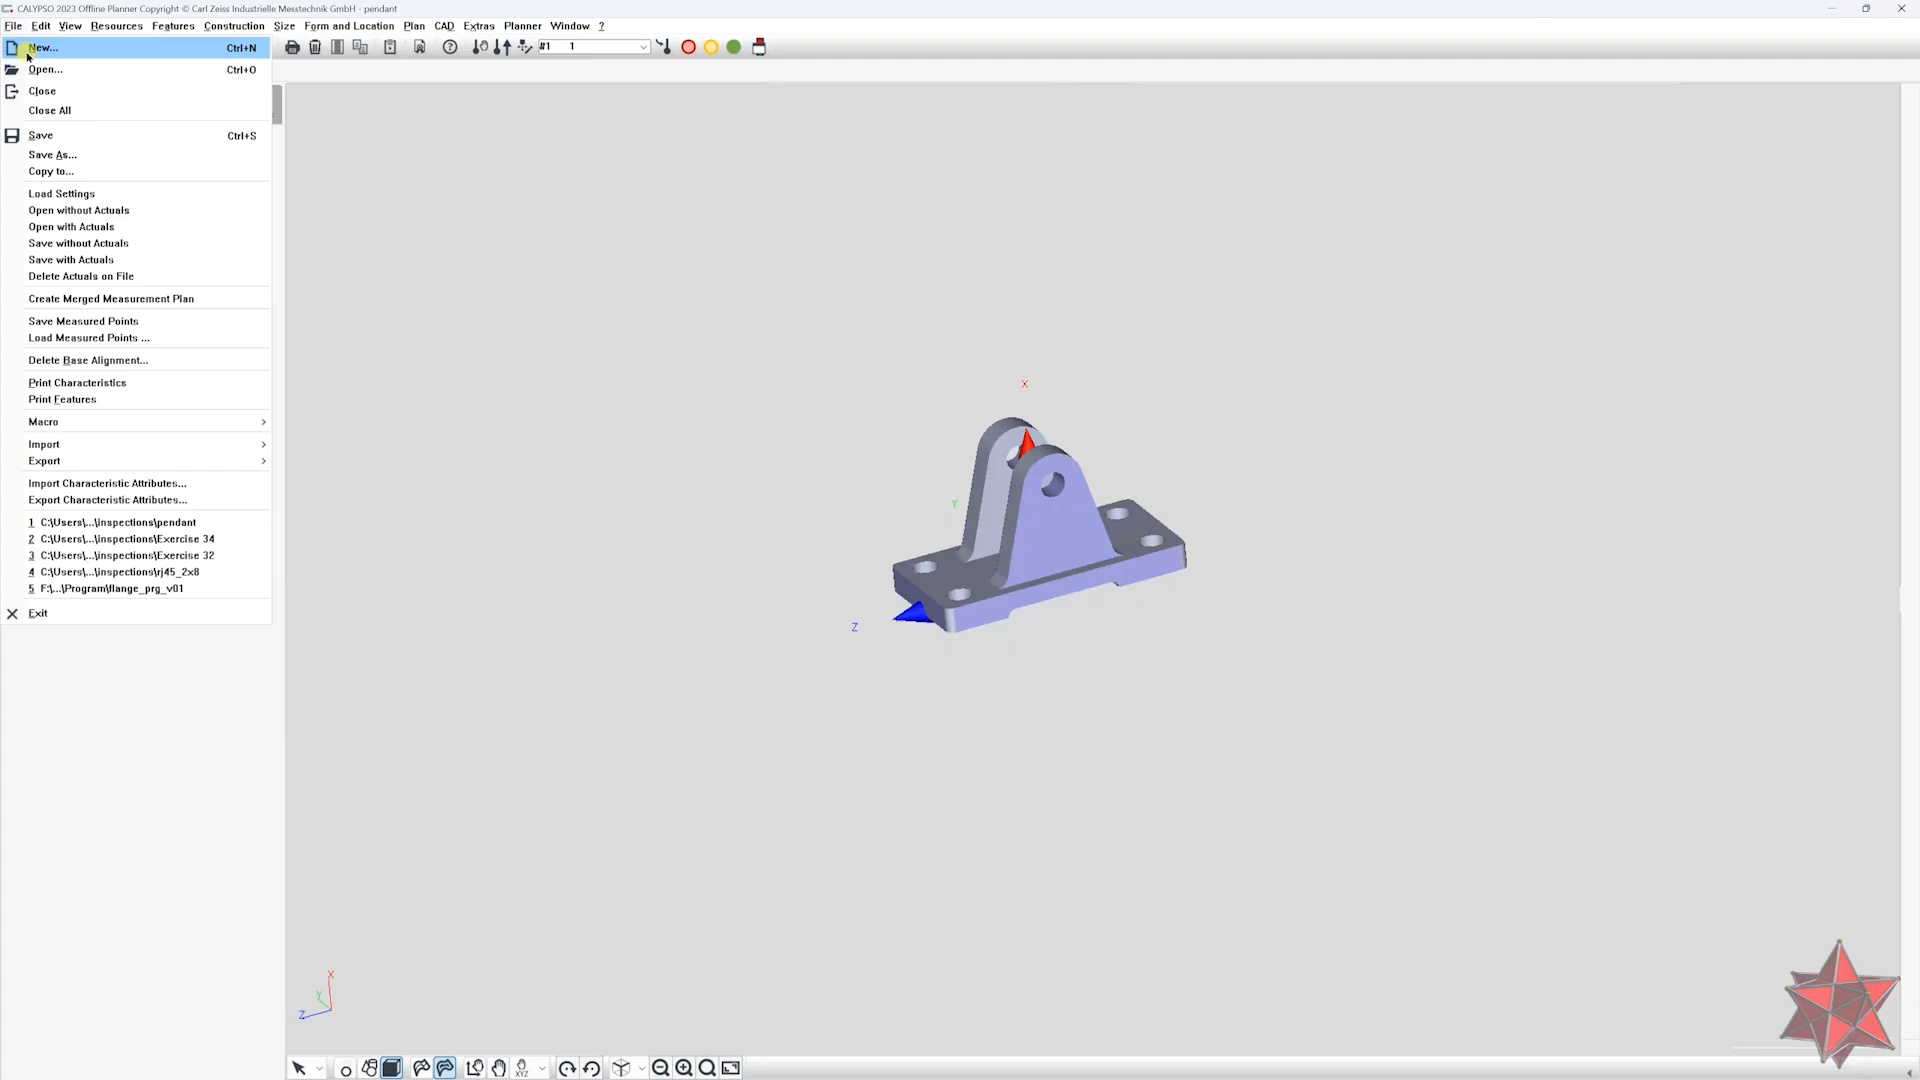 CALYPSO 2023 Offline Planner Copyright © Carl Zeiss Industrielle Messtechnik GmbH - pendant
File Edit View Resources Features Construction Size Form and Location Plan CAD Extras Planner Window ?
New... Ctrl+N
#1 1
Open... Ctrl+O
Close
Close All
Save Ctrl+S
Save As...
Copy to...
Load Settings
Open without Actuals
Open with Actuals
Save without Actuals
Save with Actuals
Delete Actuals on File
Create Merged Measurement Plan
Save Measured Points
Load Measured Points ...
Delete Base Alignment...
Print Characteristics
Print Features
Macro
Import
Export
Import Characteristic Attributes...
Export Characteristic Attributes...
1 C:\Users\...\inspections\pendant
2 C:\Users\...\inspections\Exercise 34
3 C:\Users\...\inspections\Exercise 32
4 C:\Users\...\inspections\rj45_2x8
5 F:\...\Program\flange_prg_v01
Exit
X
Y
Z
X
Y
Z
XYZ